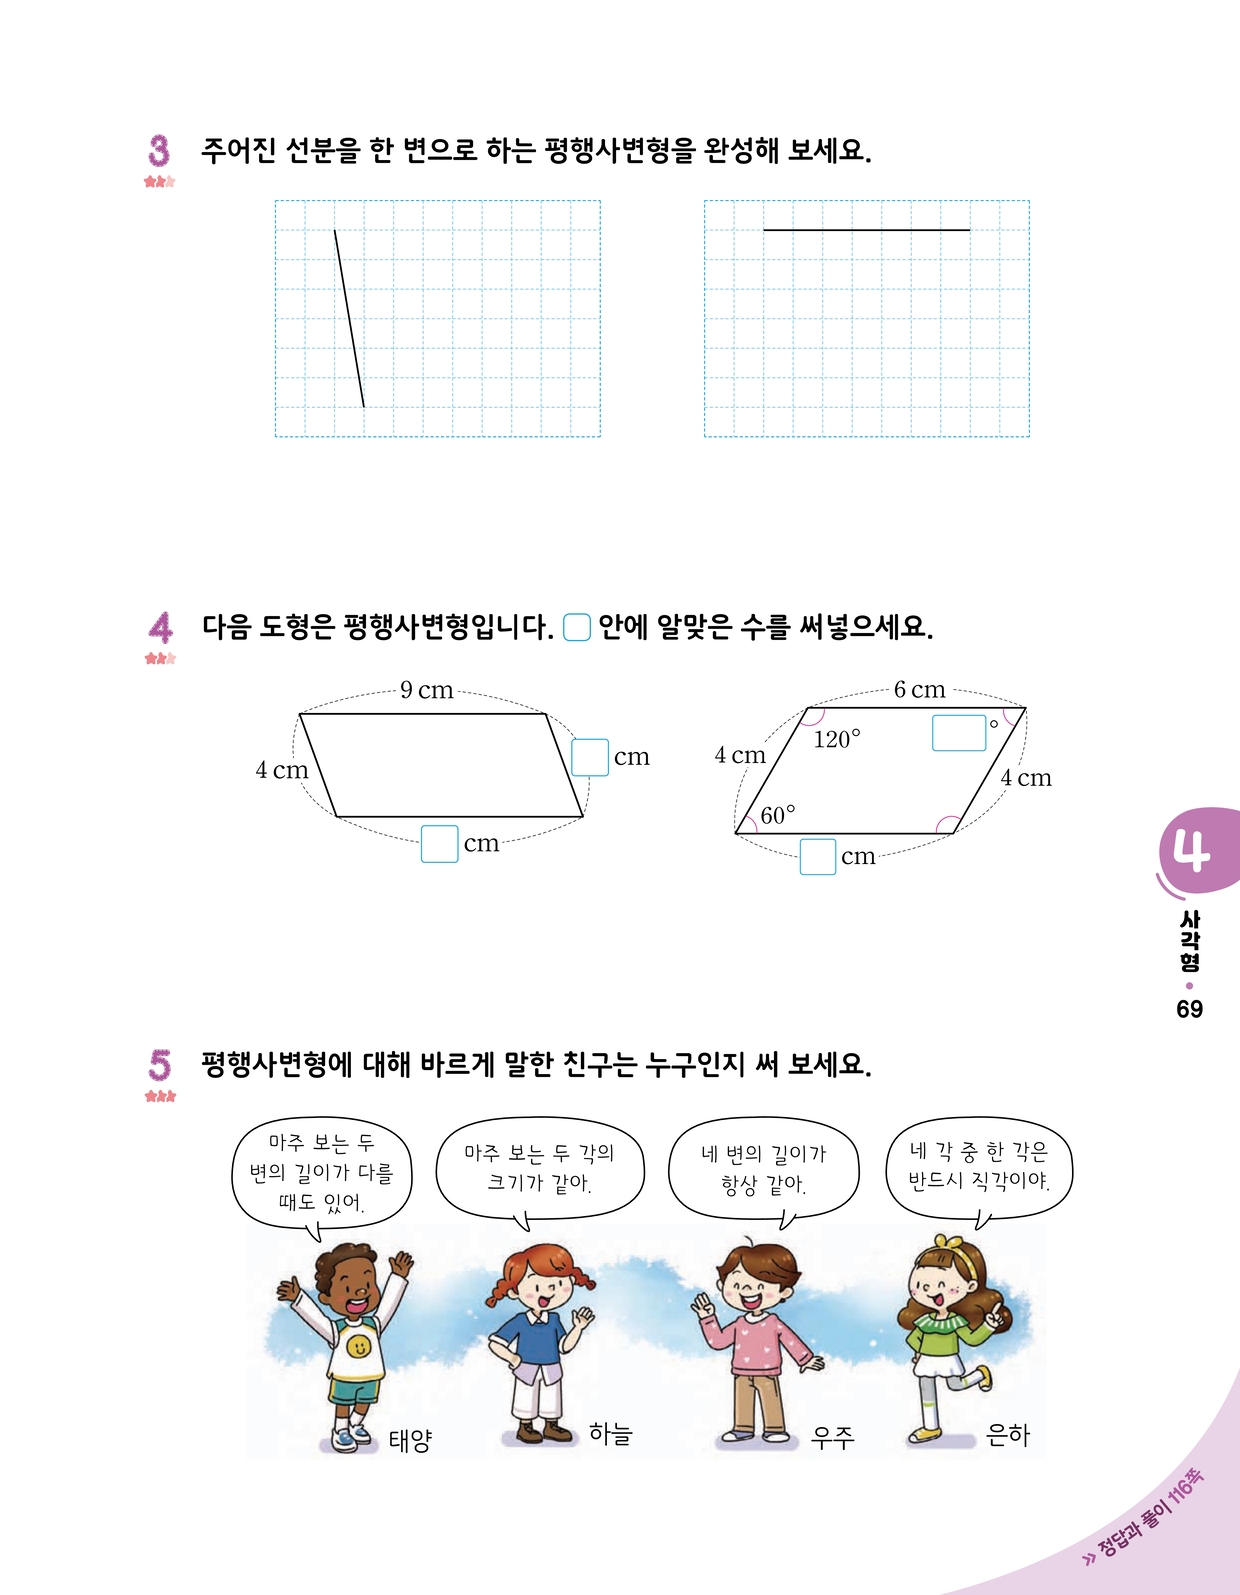 3 주어진 선분을 한 변으로 하는 평행사변형을 완성해 보세요.
4 다음 도형은 평행사변형입니다. □ 안에 알맞은 수를 써넣으세요.
9 cm
4 cm
cm
cm
6 cm
120°
°
4 cm
4 cm
60°
cm
4
사각형
69
5 평행사변형에 대해 바르게 말한 친구는 누구인지 써 보세요.
마주 보는 두
변의 길이가 다를
때도 있어.
마주 보는 두 각의
크기가 같아.
네 변의 길이가
항상 같아.
네 각 중 한 각은
반드시 직각이야.
태양
하늘
우주
은하
» 정답과 풀이 116쪽